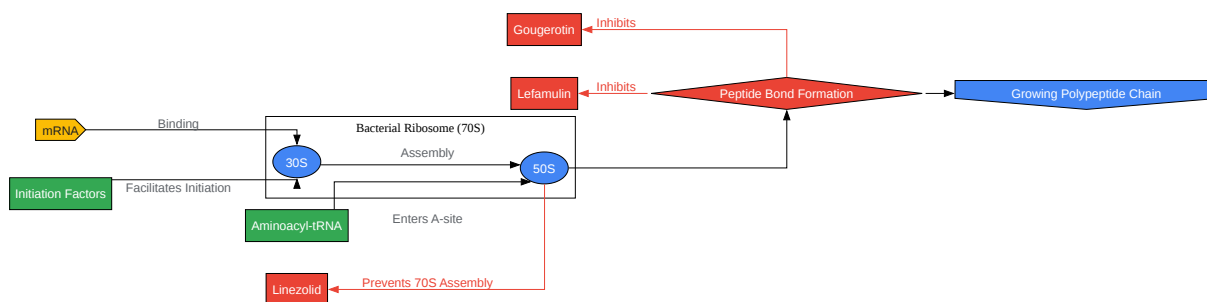 Gougerotin
Inhibits
Lefamulin
Inhibits
Peptide Bond Formation
Growing Polypeptide Chain
mRNA
Binding
Bacterial Ribosome (70S)
30S
Assembly
50S
Initiation Factors
Facilitates Initiation
Aminoacyl-tRNA
Enters A-site
Linezolid
Prevents 70S Assembly